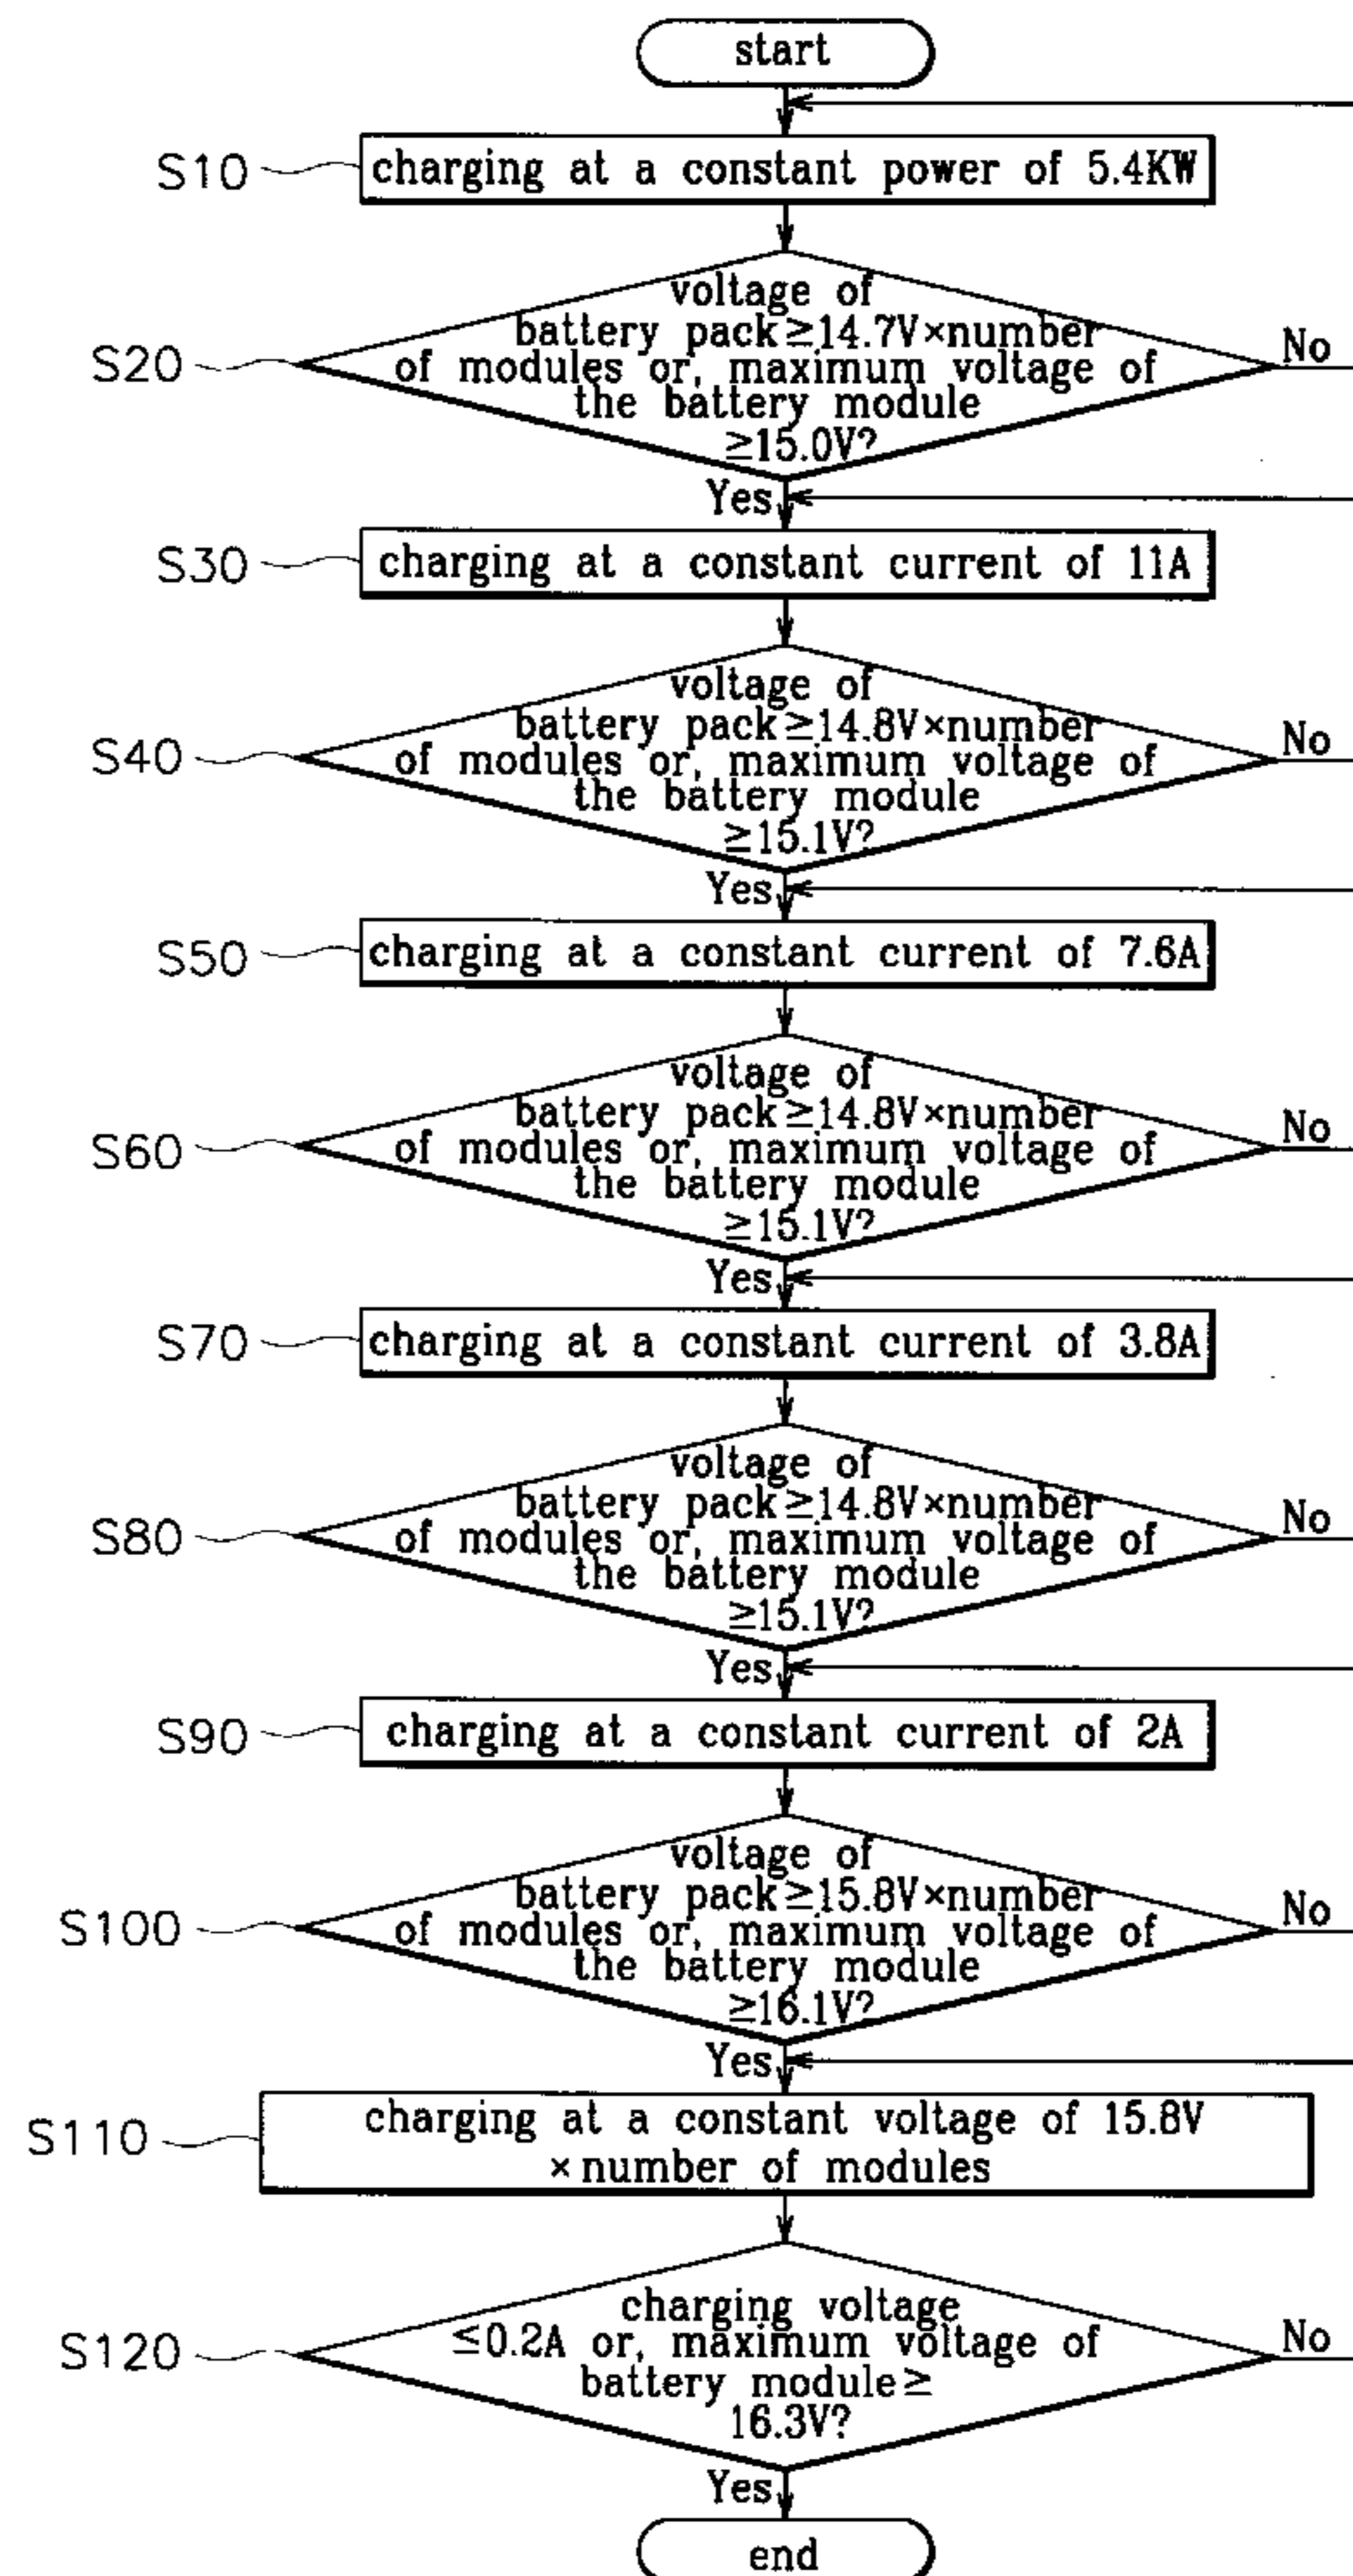 start
S10
charging at a constant power of 5.4KW
S20
voltage of
battery pack≥14.7V×number
of modules or, maximum voltage of
the battery module
≥15.0V?
No
Yes
S30
charging at a constant current of 11A
S40
voltage of
battery pack≥14.8V×number
of modules or, maximum voltage of
the battery module
≥15.1V?
No
Yes
S50
charging at a constant current of 7.6A
S60
voltage of
battery pack≥14.8V×number
of modules or, maximum voltage of
the battery module
≥15.1V?
No
Yes
S70
charging at a constant current of 3.8A
S80
voltage of
battery pack≥14.8V×number
of modules or, maximum voltage of
the battery module
≥15.1V?
No
Yes
S90
charging at a constant current of 2A
S100
voltage of
battery pack≥15.8V×number
of modules or, maximum voltage of
the battery module
≥16.1V?
No
Yes
S110
charging at a constant voltage of 15.8V
×number of modules
S120
charging voltage
≤0.2A or, maximum voltage of
battery module≥
16.3V?
No
Yes
end